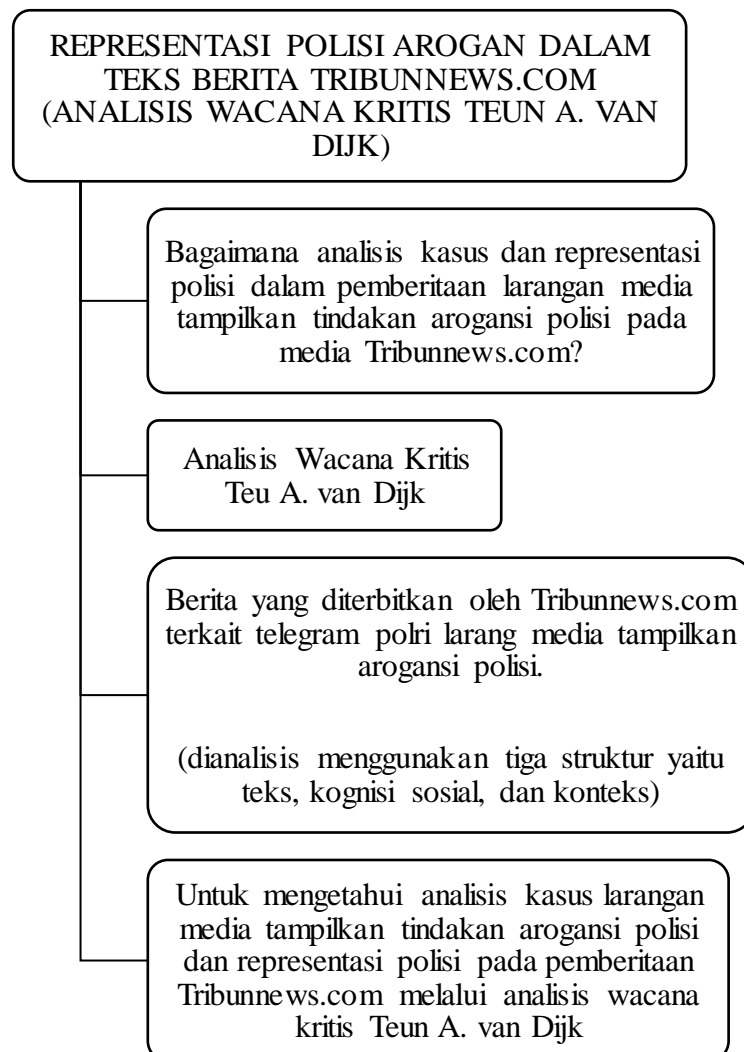 REPRESENTASI POLISI AROGAN DALAM
TEKS BERITA TRIBUNNEWS.COM
(ANALISIS WACANA KRITIS TEUN A. VAN
DIJK)
Bagaimana analisis kasus dan representasi
polisi dalam pemberitaan larangan media
tampilkan tindakan arogansi polisi pada
media Tribunnews.com?
Analisis Wacana Kritis
Teu A. van Dijk
Berita yang diterbitkan oleh Tribunnews.com
terkait telegram polri larang media tampilkan
arogansi polisi.
(dianalisis menggunakan tiga struktur yaitu
teks, kognisi sosial, dan konteks)
Untuk mengetahui analisis kasus larangan
media tampilkan tindakan arogansi polisi
dan representasi polisi pada pemberitaan
Tribunnews.com melalui analisis wacana
kritis Teun A. van Dijk